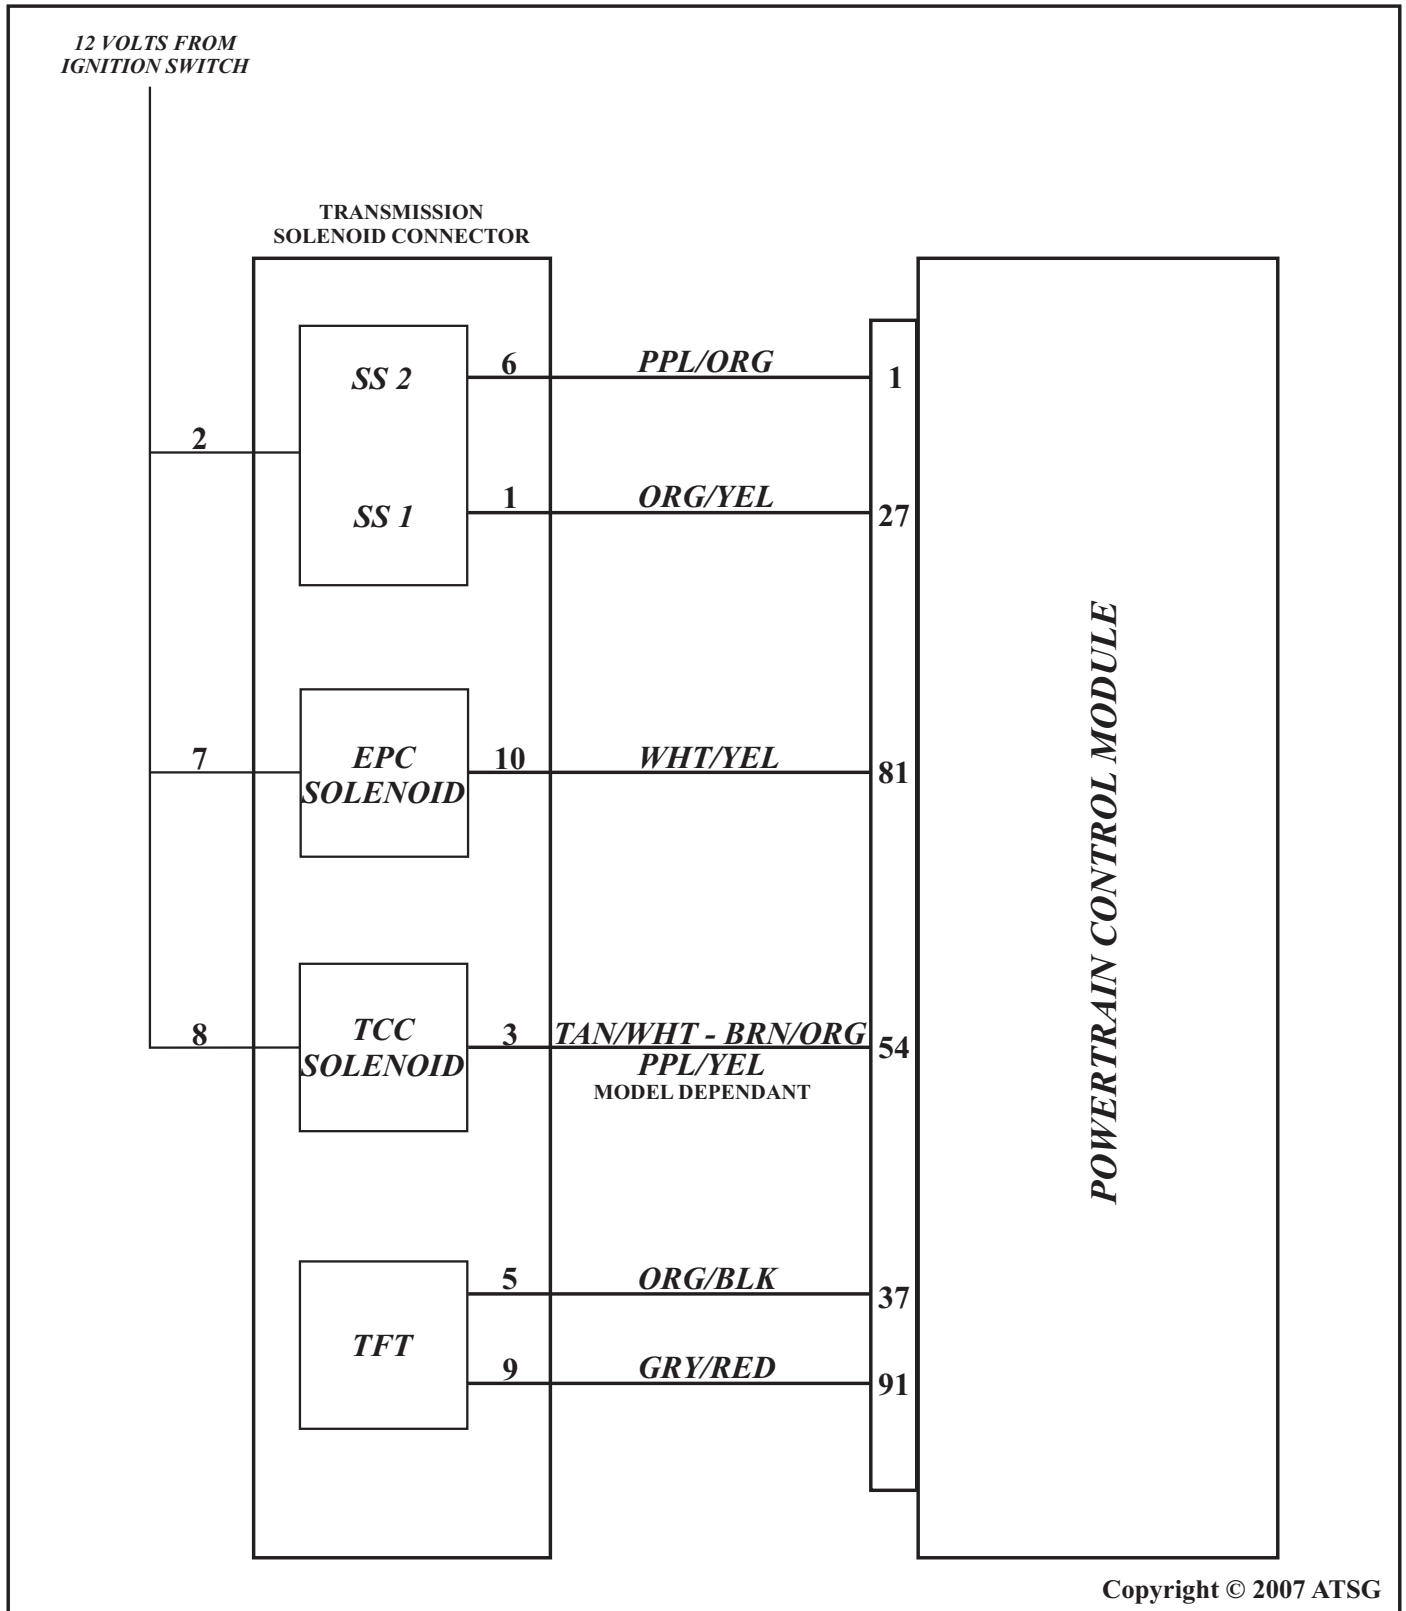 12 VOLTS FROM
IGNITION SWITCH
TRANSMISSION
SOLENOID CONNECTOR
SS 2
6
PPL/ORG
1
2
SS 1
1
ORG/YEL
27
7
EPC
SOLENOID
10
WHT/YEL
81
8
TCC
SOLENOID
3
TAN/WHT - BRN/ORG
PPL/YEL
MODEL DEPENDANT
54
TFT
5
ORG/BLK
37
9
GRY/RED
91
POWERTRAIN CONTROL MODULE
Copyright © 2007 ATSG